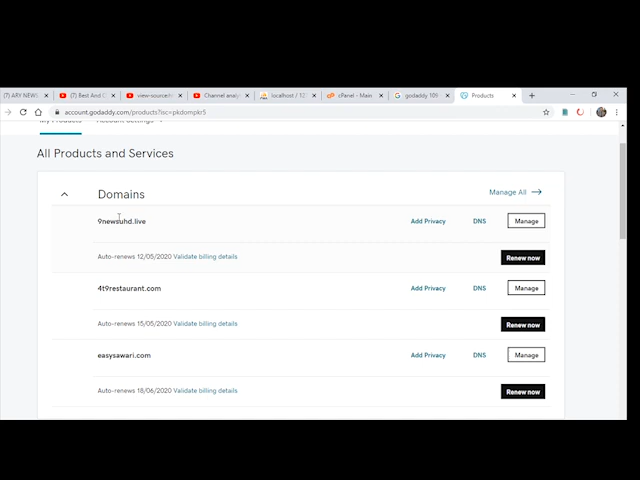 (7) ARY NEWS
(7) Best And C
view-source:h
Channel analy
localhost / 12
cPanel - Main
godaddy 106
Products
account.godaddy.com/products?isc=pkdompkr5
My Products
Account Settings
All Products and Services
Domains
Manage All →
9newsuhd.live
Add Privacy
DNS
Manage
Auto-renews 12/05/2020 Validate billing details
Renew now
4t9restaurant.com
Add Privacy
DNS
Manage
Auto-renews 15/05/2020 Validate billing details
Renew now
easysawari.com
Add Privacy
DNS
Manage
Auto-renews 18/06/2020 Validate billing details
Renew now